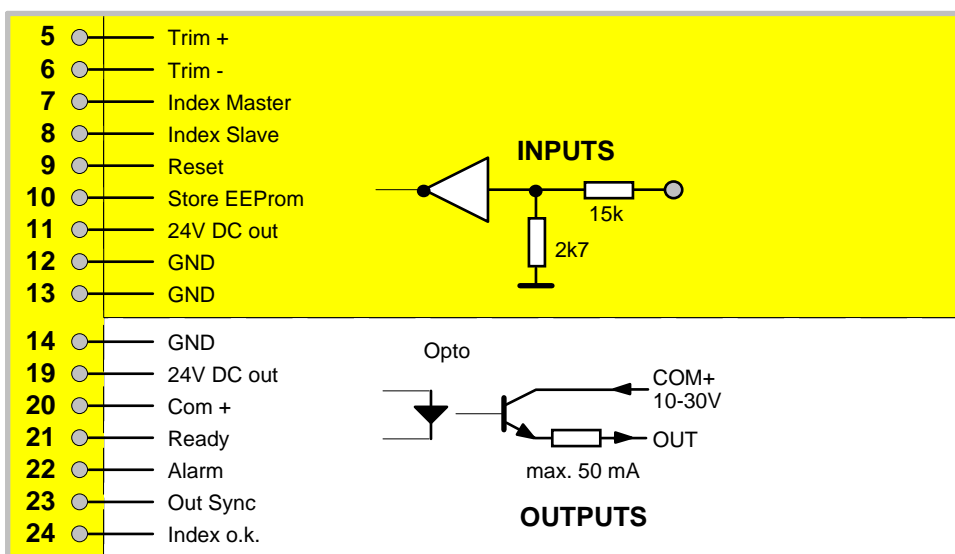 5 Trim +
6 Trim -
7 Index Master
8 Index Slave
9 Reset
10 Store EEProm
11 24V DC out
12 GND
13 GND
INPUTS
15k
2k7
14 GND
19 24V DC out
20 Com +
21 Ready
22 Alarm
23 Out Sync
24 Index o.k.
Opto
COM+
10-30V
OUT
max. 50 mA
OUTPUTS